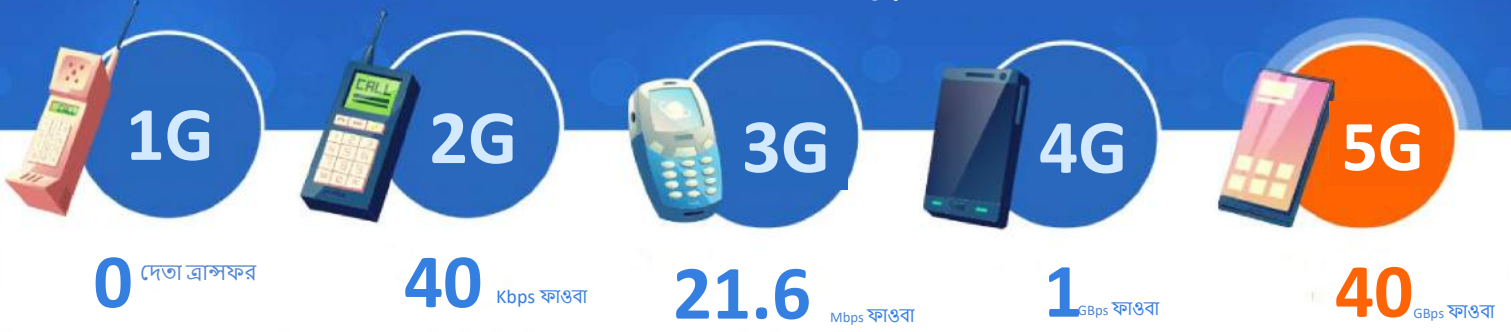 1G
2G
3G
4G
5G
CALL
0 দেতা ত্রান্সফর
40 Kbps ফাওবা
21.6 Mbps ফাওবা
1 GBps ফাওবা
40 GBps ফাওবা